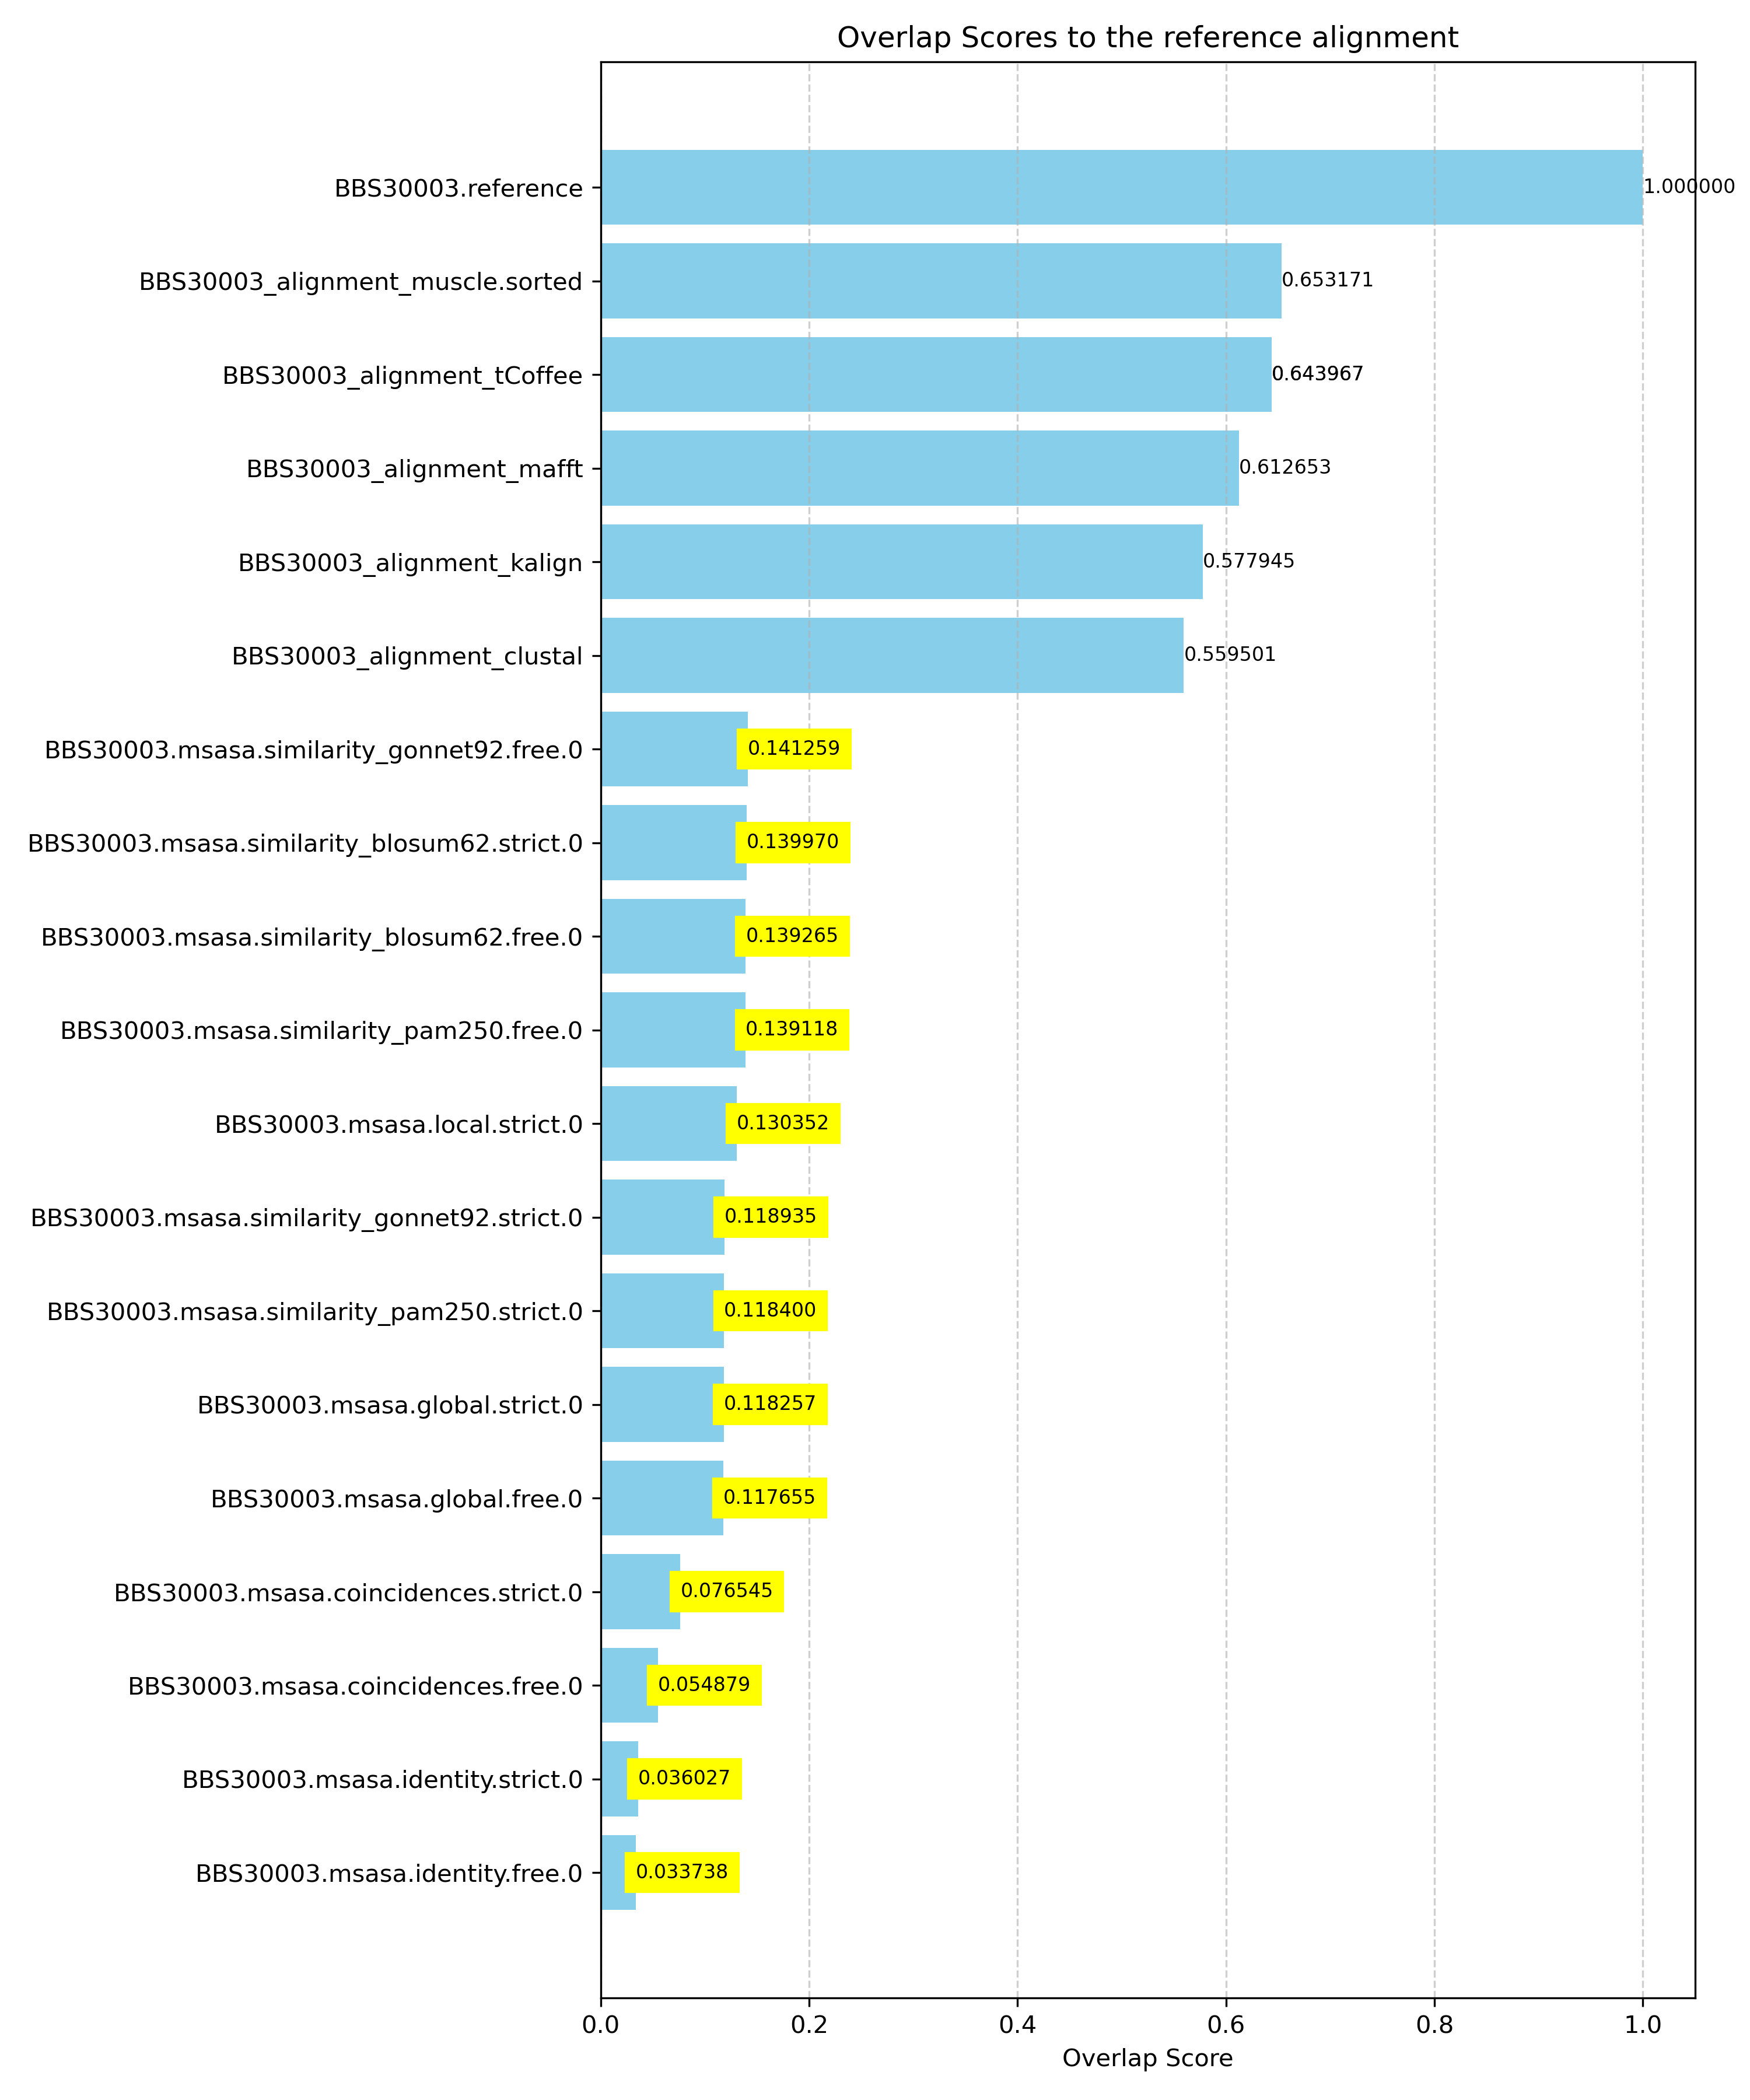 Overlap Scores to the reference alignment
BBS30003.reference 1.000000
BBS30003_alignment_muscle.sorted 0.653171
BBS30003_alignment_tCoffee 0.643967
BBS30003_alignment_mafft 0.612653
BBS30003_alignment_kalign 0.577945
BBS30003_alignment_clustal 0.559501
BBS30003.msasa.similarity_gonnet92.free.0 0.141259
BBS30003.msasa.similarity_blosum62.strict.0 0.139970
BBS30003.msasa.similarity_blosum62.free.0 0.139265
BBS30003.msasa.similarity_pam250.free.0 0.139118
BBS30003.msasa.local.strict.0 0.130352
BBS30003.msasa.similarity_gonnet92.strict.0 0.118935
BBS30003.msasa.similarity_pam250.strict.0 0.118400
BBS30003.msasa.global.strict.0 0.118257
BBS30003.msasa.global.free.0 0.117655
BBS30003.msasa.coincidences.strict.0 0.076545
BBS30003.msasa.coincidences.free.0 0.054879
BBS30003.msasa.identity.strict.0 0.036027
BBS30003.msasa.identity.free.0 0.033738
0.0 0.2 0.4 0.6 0.8 1.0
Overlap Score